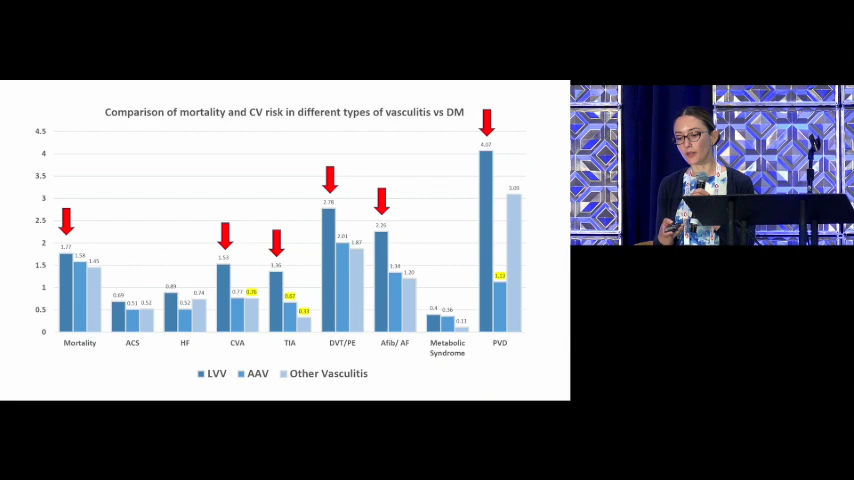 Comparison of mortality and CV risk in different types of vasculitis vs DM
4.5
4
3.5
3
2.5
2
1.5
1
0.5
0
1.77
1.58
1.45
0.69
0.51
0.52
0.89
0.52
0.74
1.53
0.77
0.76
1.36
0.67
0.33
2.78
2.01
1.87
2.26
1.34
1.20
0.4
0.36
0.11
4.07
1.13
3.09
Mortality
ACS
HF
CVA
TIA
DVT/PE
Afib/ AF
Metabolic
Syndrome
PVD
LVV
AAV
Other Vasculitis